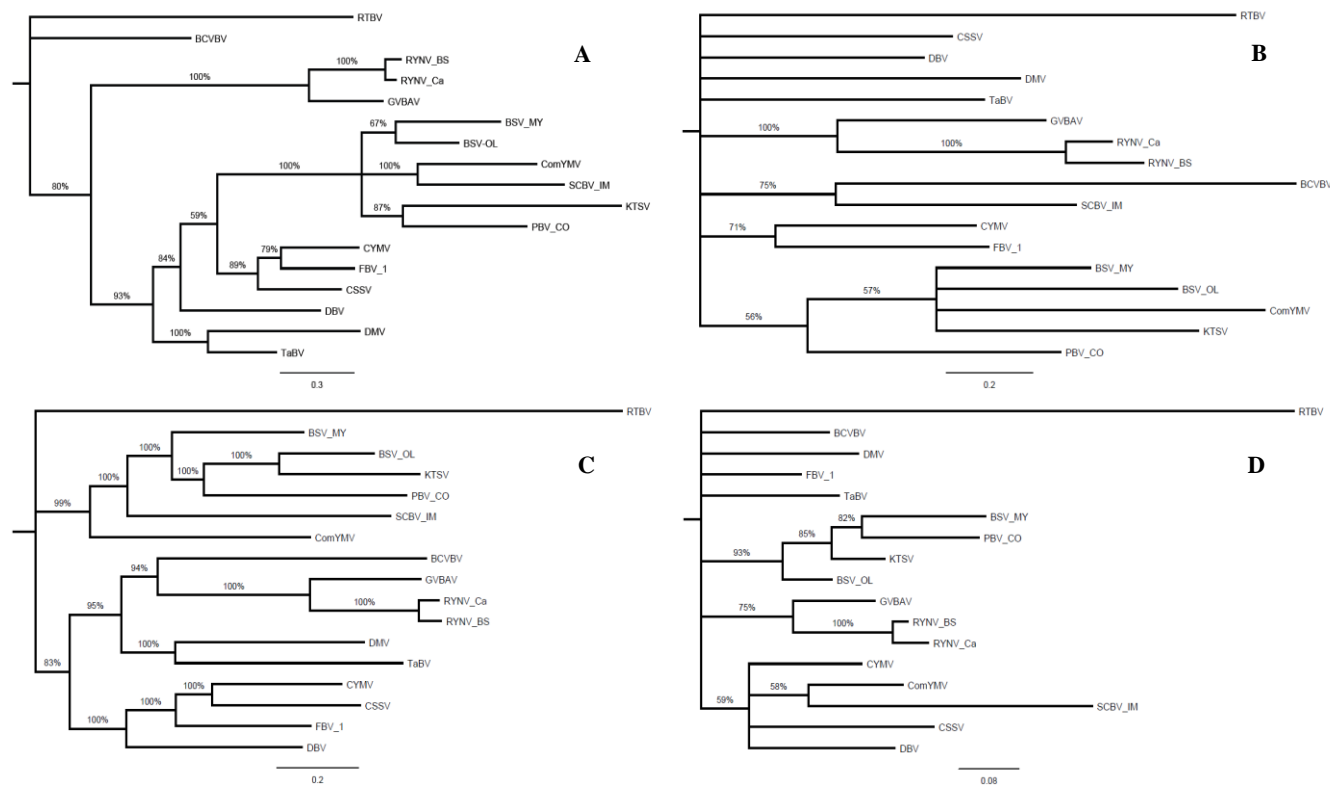 RTBV
BCVBV
A
100%
RYNV_BS
100%
RYNV_Ca
GVBAV
67%
BSV_MY
BSV-OL
100%
100%
ComYMV
80%
SCBV_IM
87%
KTSV
59%
PBV_CO
79%
CYMV
84%
89%
FBV_1
CSSV
93%
DBV
100%
DMV
TaBV
0.3
RTBV
CSSV
B
DBV
DMV
TaBV
100%
GVBAV
100%
RYNV_Ca
RYNV_BS
75%
BCVBV
SCBV_IM
71%
CYMV
FBV_1
57%
BSV_MY
BSV_OL
56%
ComYMV
KTSV
PBV_CO
0.2
RTBV
100%
BSV_MY
100%
100%
BSV_OL
C
100%
KTSV
99%
PBV_CO
SCBV_IM
ComYMV
94%
BCVBV
100%
GVBAV
95%
100%
RYNV_Ca
RYNV_BS
100%
DMV
83%
TaBV
100%
CYMV
100%
CSSV
100%
FBV_1
DBV
0.2
RTBV
BCVBV
DMV
D
FBV_1
TaBV
82%
BSV_MY
85%
PBV_CO
93%
KTSV
BSV_OL
75%
GVBAV
100%
RYNV_BS
RYNV_Ca
CYMV
58%
ComYMV
59%
SCBV_IM
CSSV
DBV
0.08